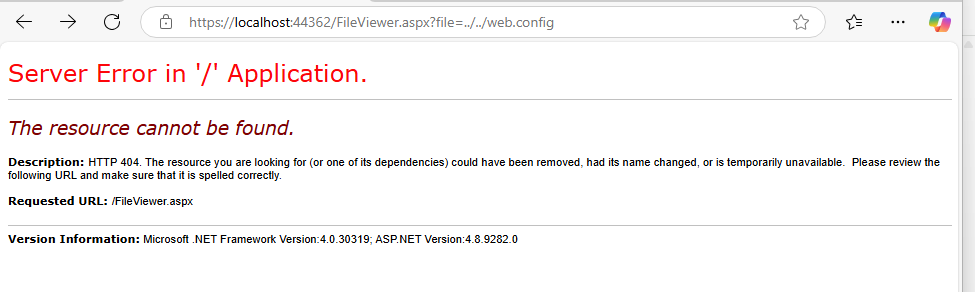 https://localhost:44362/FileViewer.aspx?file=../../web.config
Server Error in '/' Application.
The resource cannot be found.
Description: HTTP 404. The resource you are looking for (or one of its dependencies) could have been removed, had its name changed, or is temporarily unavailable.  Please review the
following URL and make sure that it is spelled correctly.
Requested URL: /FileViewer.aspx
Version Information: Microsoft .NET Framework Version:4.0.30319; ASP.NET Version:4.8.9282.0